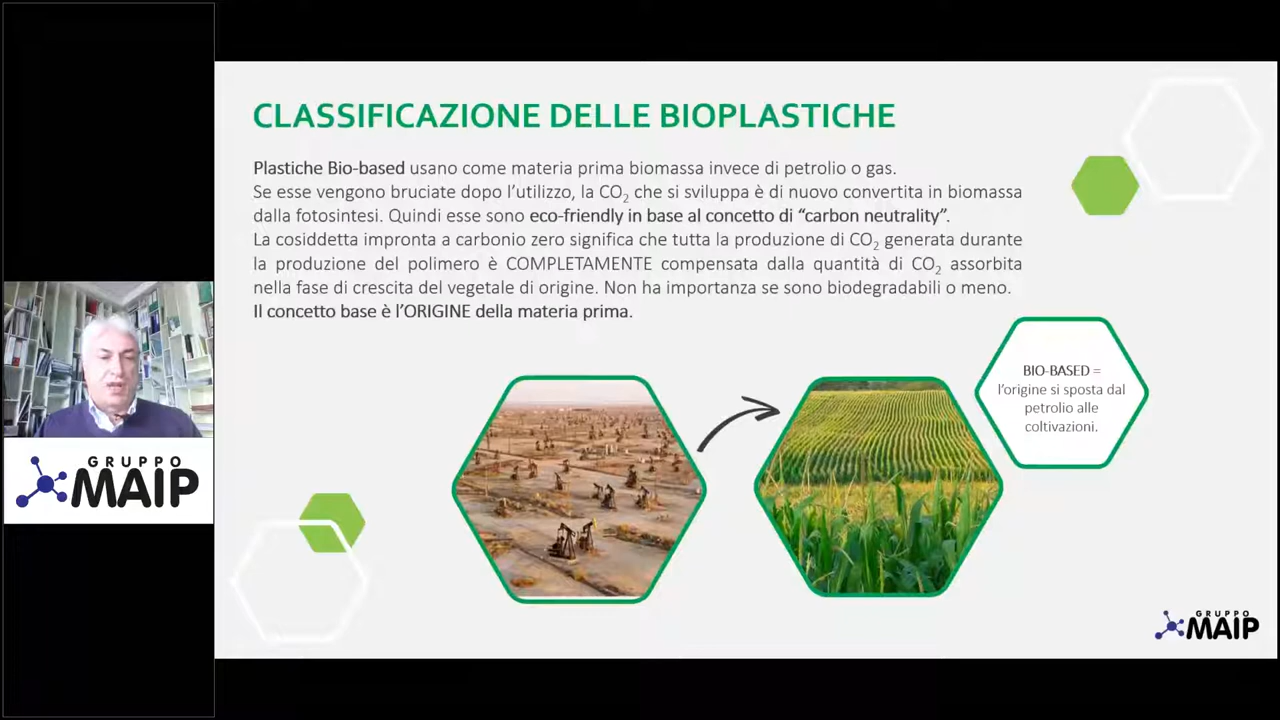 CLASSIFICAZIONE DELLE BIOPLASTICHE
Plastiche Bio-based usano come materia prima biomassa invece di petrolio o gas.
Se esse vengono bruciate dopo l’utilizzo, la CO₂ che si sviluppa è di nuovo convertita in biomassa
dalla fotosintesi. Quindi esse sono eco-friendly in base al concetto di “carbon neutrality”.
La cosiddetta impronta a carbonio zero significa che tutta la produzione di CO₂ generata durante
la produzione del polimero è COMPLETAMENTE compensata dalla quantità di CO₂ assorbita
nella fase di crescita del vegetale di origine. Non ha importanza se sono biodegradabili o meno.
Il concetto base è l’ORIGINE della materia prima.
BIO-BASED =
l’origine si sposta dal
petrolio alle
coltivazioni.
GRUPPO
MAIP
GRUPPO
MAIP